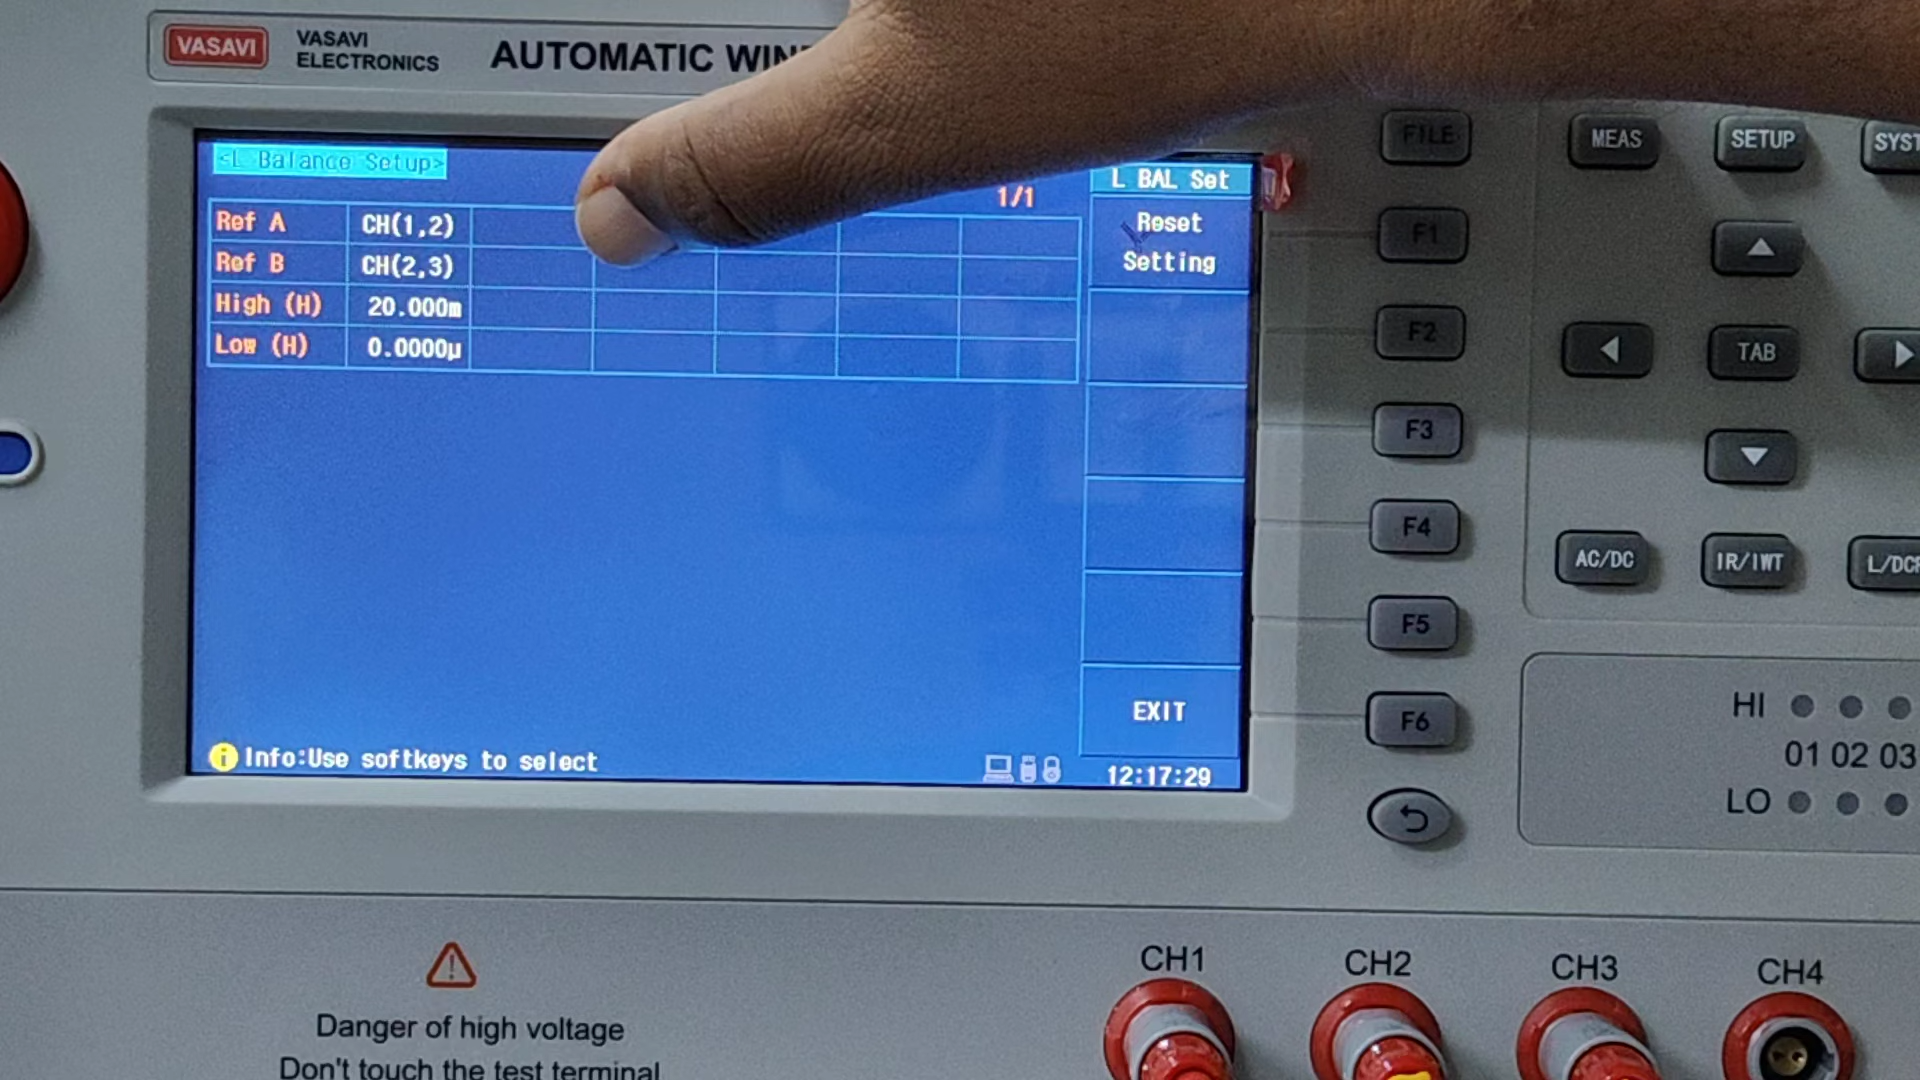 VASAVI
VASAVI
ELECTRONICS
AUTOMATIC
<L Balance Setup>
1/1
Ref A CH(1,2)
Ref B CH(2,3)
High (H) 20.000m
Low (H) 0.0000μ
L BAL Set
Reset
Setting
EXIT
Info:Use softkeys to select
12:17:29
FILE
F1
F2
F3
F4
F5
F6
MEAS
SETUP
TAB
AC/DC
IR/IWT
HI
01 02 03
LO
CH1
CH2
CH3
CH4
Danger of high voltage
Don't touch the test terminal